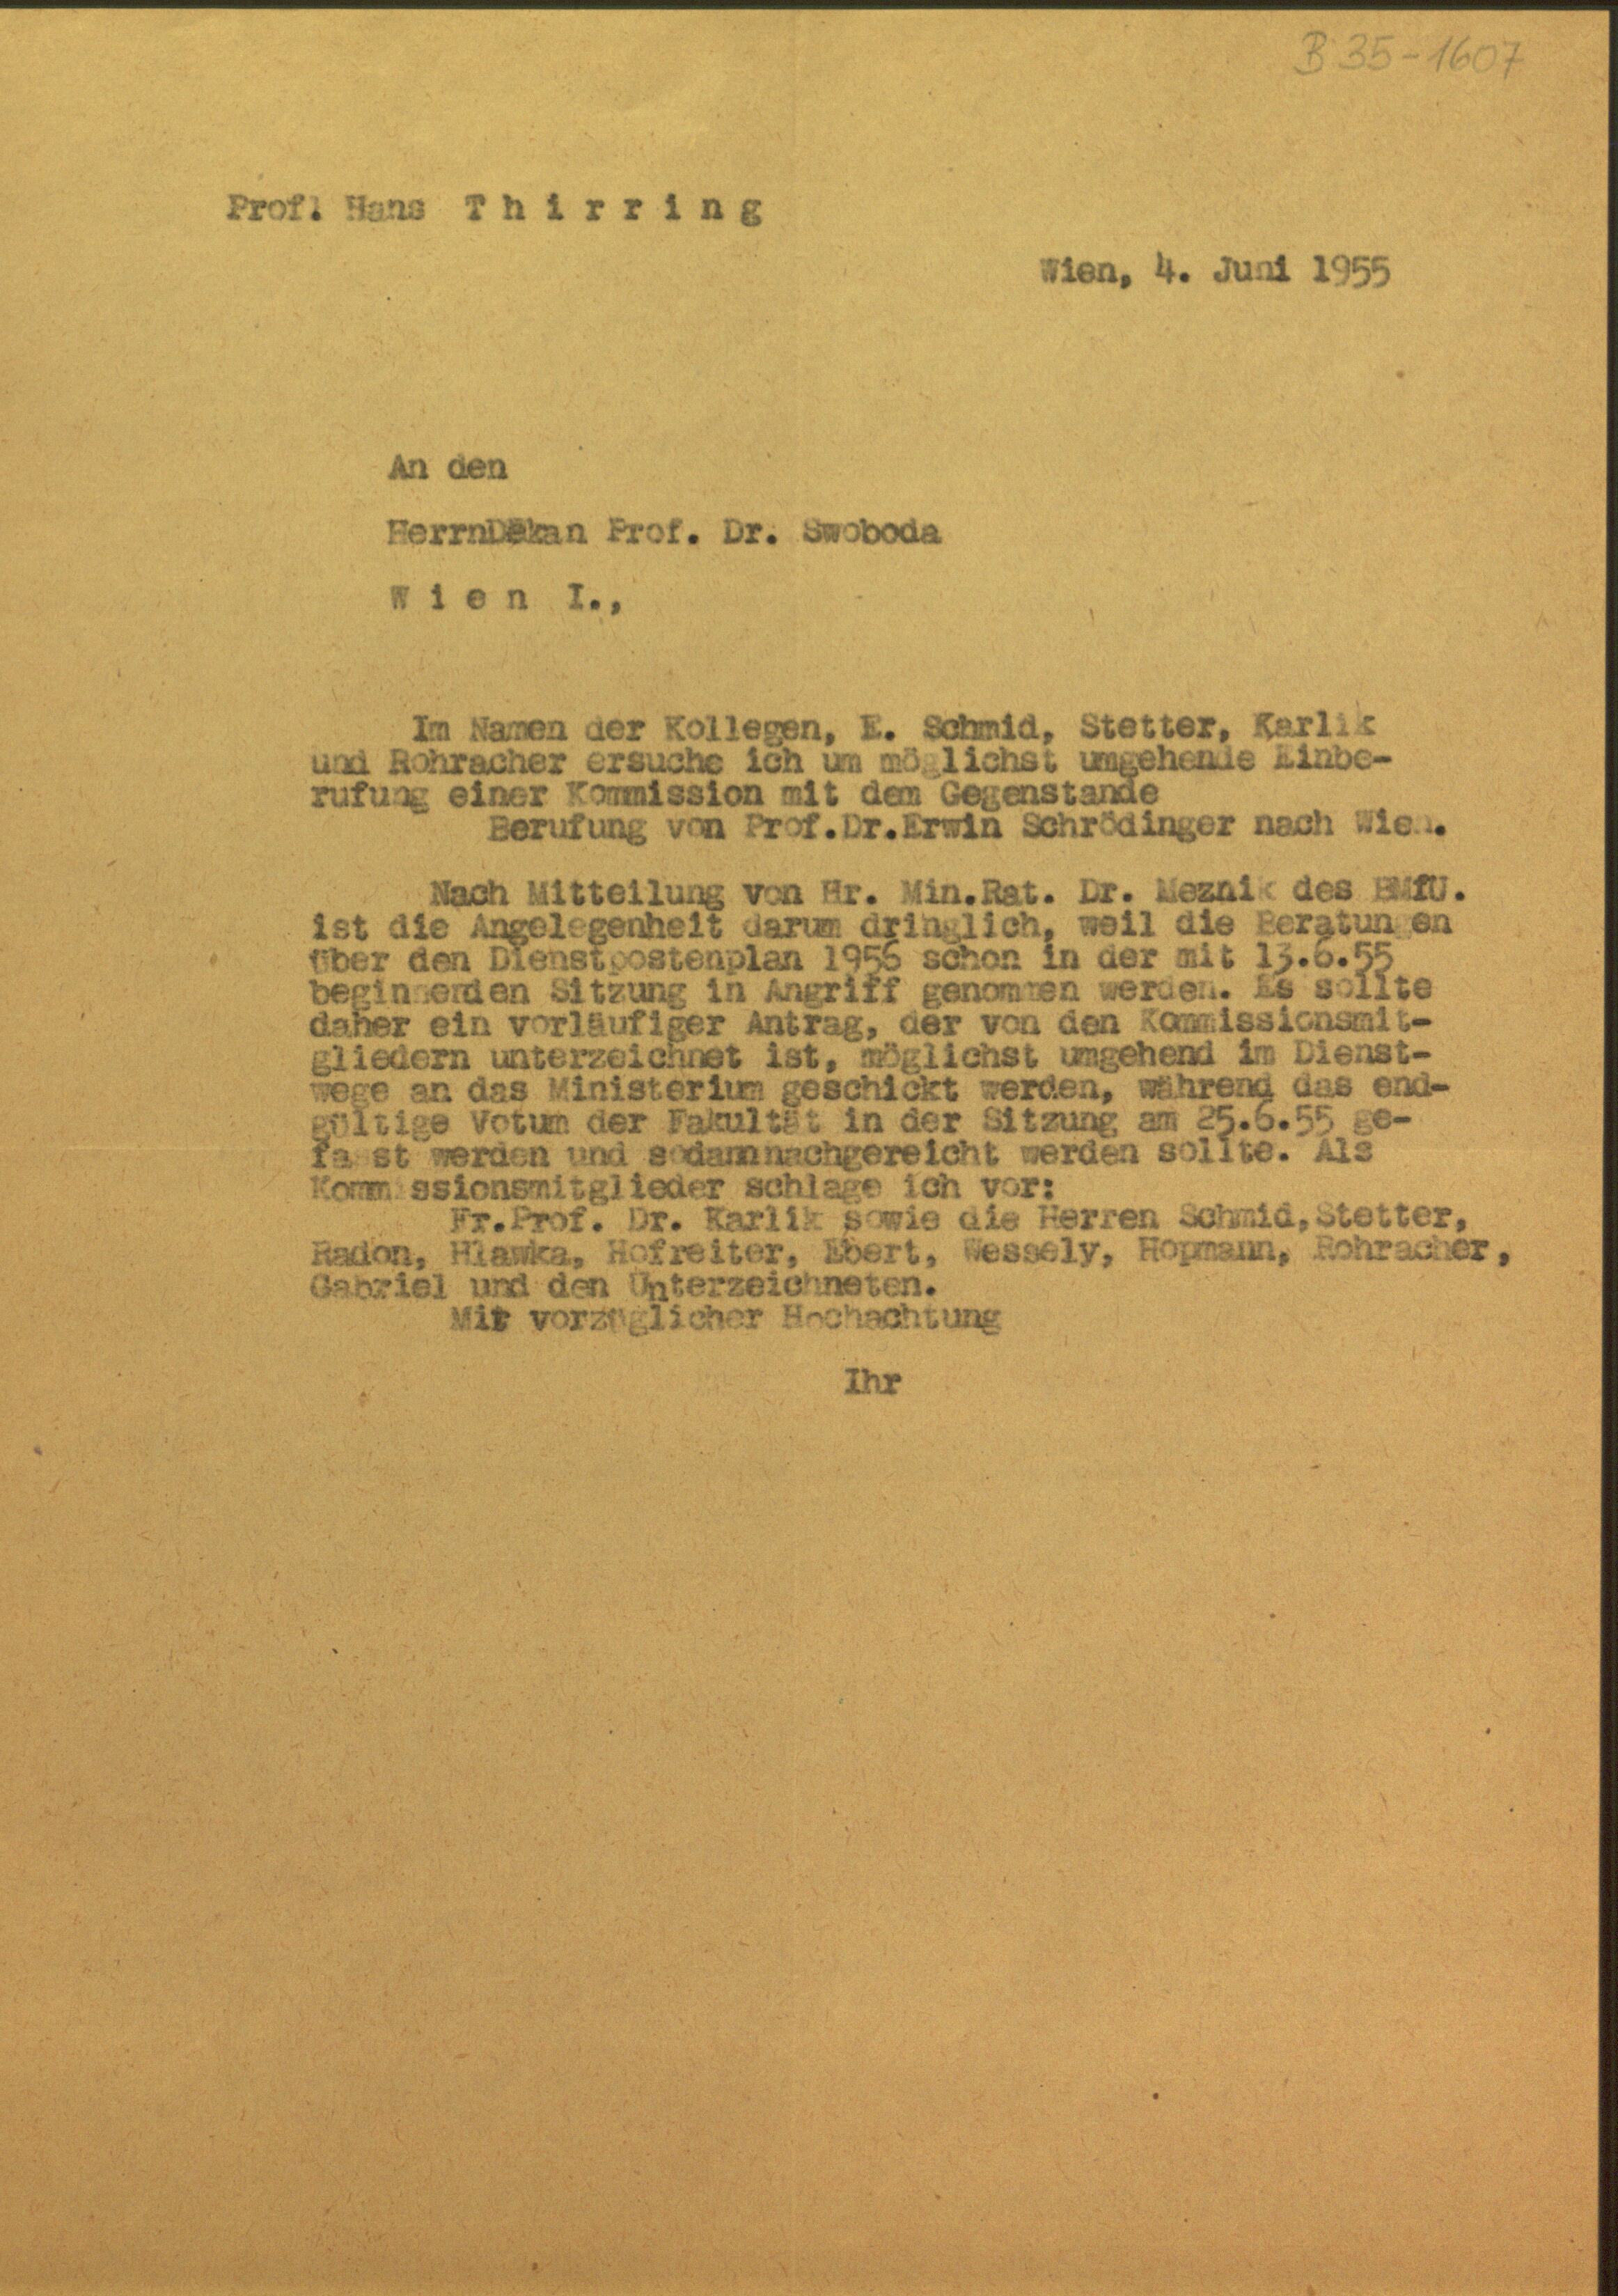 B 35-1607
Prof. Hans T h i r r i n g
Wien, 4. Juni 1955
An den
HerrnDekan Prof. Dr. Swoboda
W i e n I.,
Im Namen der Kollegen, E. Schmid, Stetter, Karlik
und Rohracher ersuche ich um möglichst umgehende Einbe-
rufung einer Kommission mit dem Gegenstande
Berufung von Prof.Dr.Erwin Schrödinger nach Wien.
Nach Mitteilung von Hr. Min.Rat. Dr. Meznik des BMfU.
ist die Angelegenheit darum dringlich, weil die Beratungen
über den Dienstpostenplan 1956 schon in der mit 13.6.55
beginnenden Sitzung in Angriff genommen werden. Es sollte
daher ein vorläufiger Antrag, der von den Kommissionsmit-
gliedern unterzeichnet ist, möglichst umgehend im Dienst-
wege an das Ministerium geschickt werden, während das end-
gültige Votum der Fakultät in der Sitzung am 25.6.55 ge-
fasst werden und sodannnachgereicht werden sollte. Als
Kommissionsmitglieder schlage ich vor:
Fr.Prof. Dr. Karlik sowie die Herren Schmid,Stetter,
Radon, Hlawka, Hofreiter, Ebert, Wessely, Hopmann, Rohracher,
Gabriel und den Unterzeichneten.
Mit vorzüglicher Hochachtung
Ihr